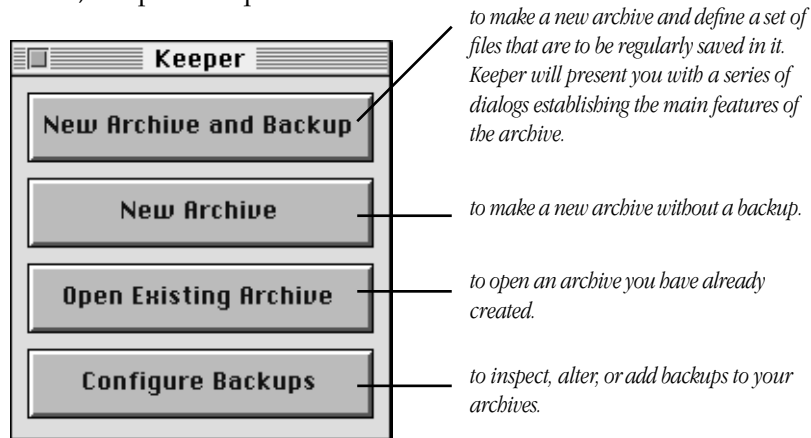 Keeper
New Archive and Backup
New Archive
Open Existing Archive
Configure Backups
to make a new archive and define a set of
files that are to be regularly saved in it.
Keeper will present you with a series of
dialogs establishing the main features of
the archive.
to make a new archive without a backup.
to open an archive you have already
created.
to inspect, alter, or add backups to your
archives.